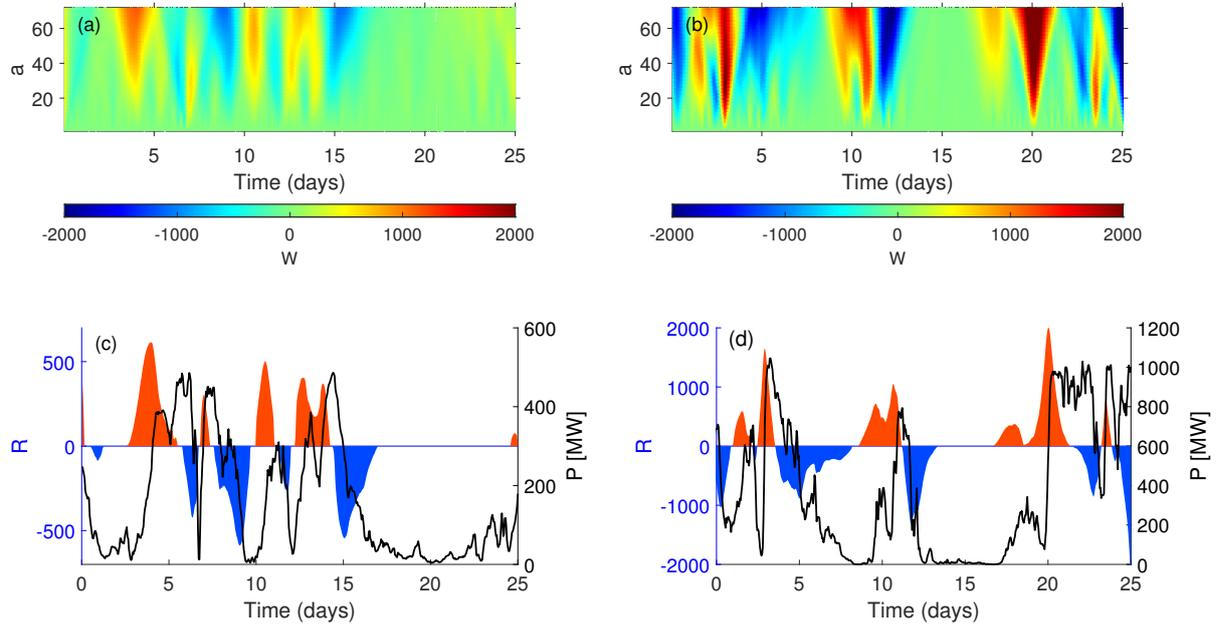 (a)
a
60
40
20
5 10 15 20 25
Time (days)
-2000 -1000 0 1000 2000
W
(b)
a
60
40
20
5 10 15 20 25
Time (days)
-2000 -1000 0 1000 2000
W
(c)
R
500
0
-500
600
400
200
0
P [MW]
0 5 10 15 20 25
Time (days)
(d)
R
2000
1000
0
-1000
-2000
1200
1000
800
600
400
200
0
P [MW]
0 5 10 15 20 25
Time (days)